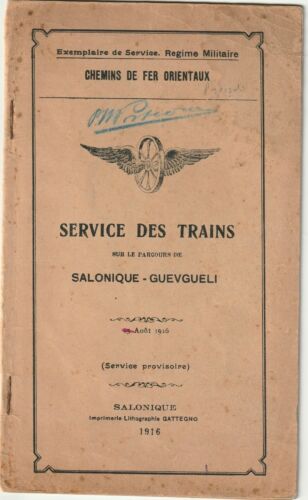 Exemplaire de Service. Regime Militaire
CHEMINS DE FER ORIENTAUX
SERVICE DES TRAINS
SUR LE PARCOURS DE
SALONIQUE - GUEVGUELI
Août 1916
(Service provisoire)
SALONIQUE
Imprimerie Lithographie GATTEGNO
1916